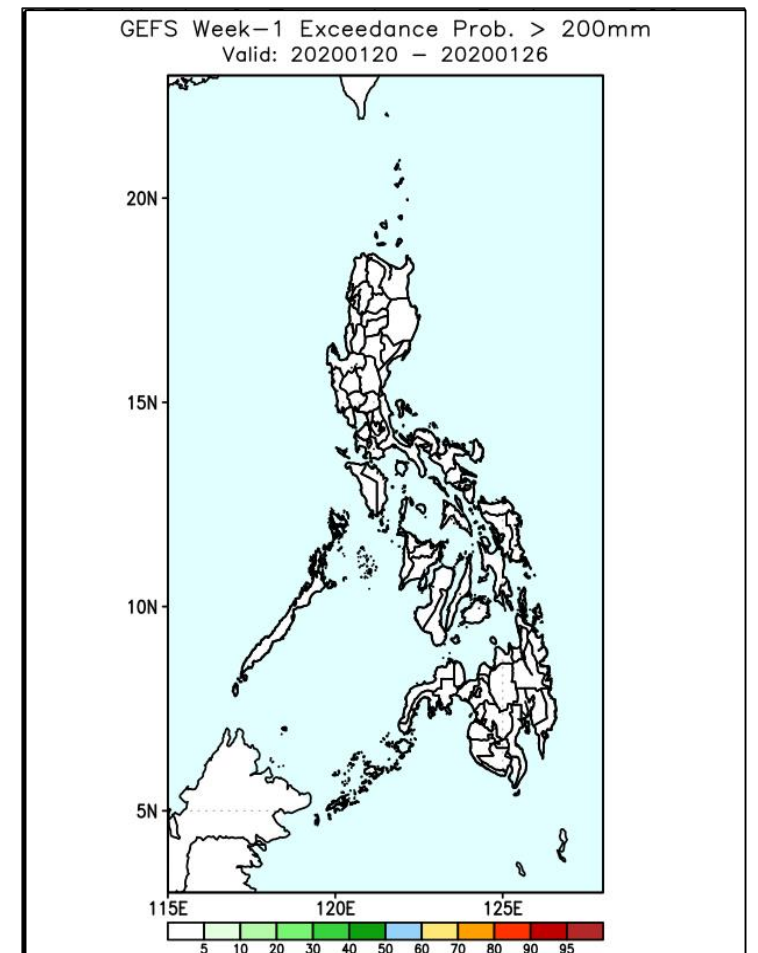 GEFS Week-1 Exceedance Prob. > 200mm
Valid: 20200120 - 20200126
20N
15N
10N
5N
115E 120E 125E
5 10 20 30 40 50 60 70 80 90 95